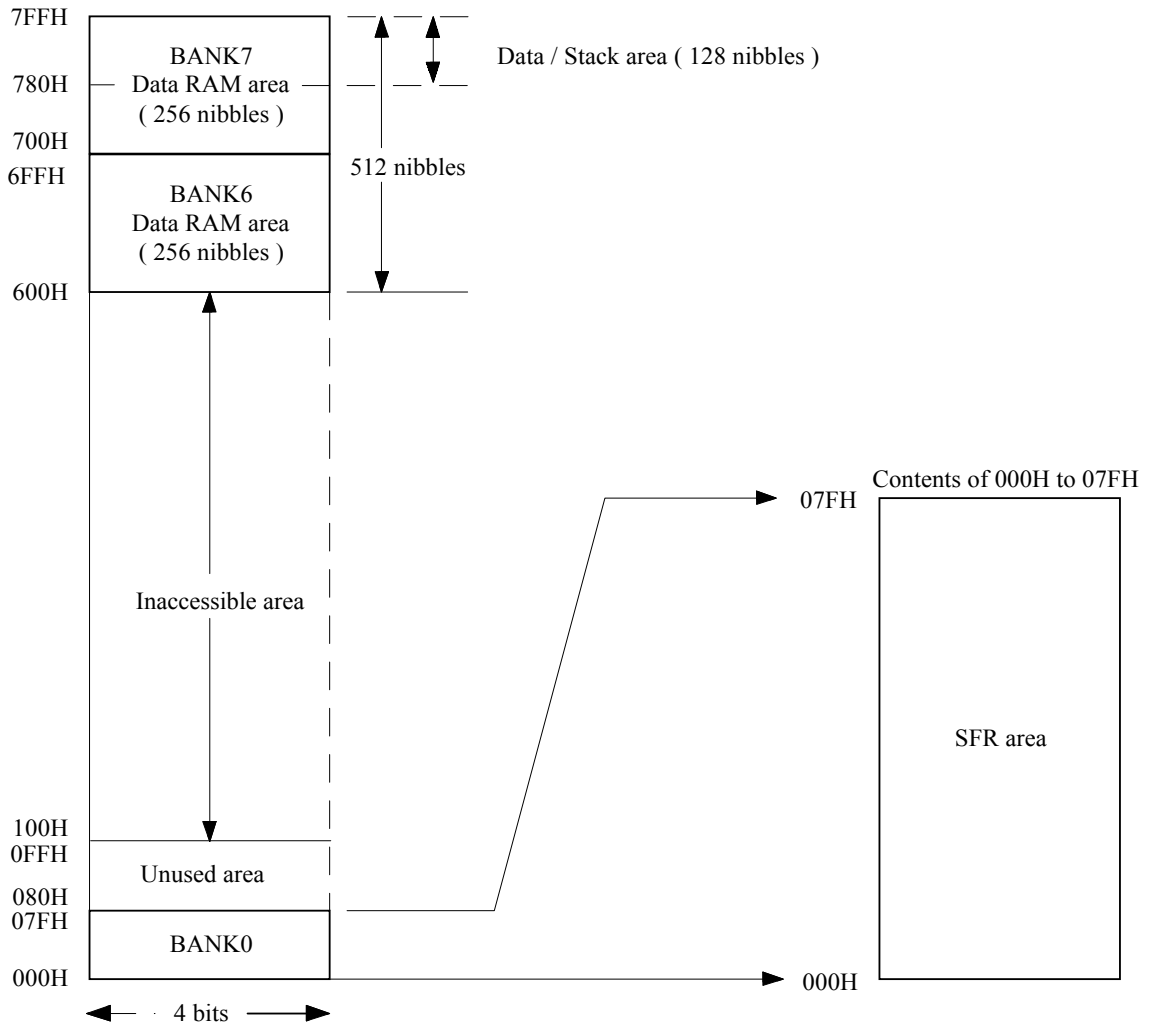 7FFH
BANK7
Data RAM area
( 256 nibbles )
780H
700H
Data / Stack area ( 128 nibbles )
512 nibbles
6FFH
BANK6
Data RAM area
( 256 nibbles )
600H
Inaccessible area
100H
0FFH
Unused area
080H
07FH
BANK0
000H
4 bits
Contents of 000H to 07FH
07FH
SFR area
000H